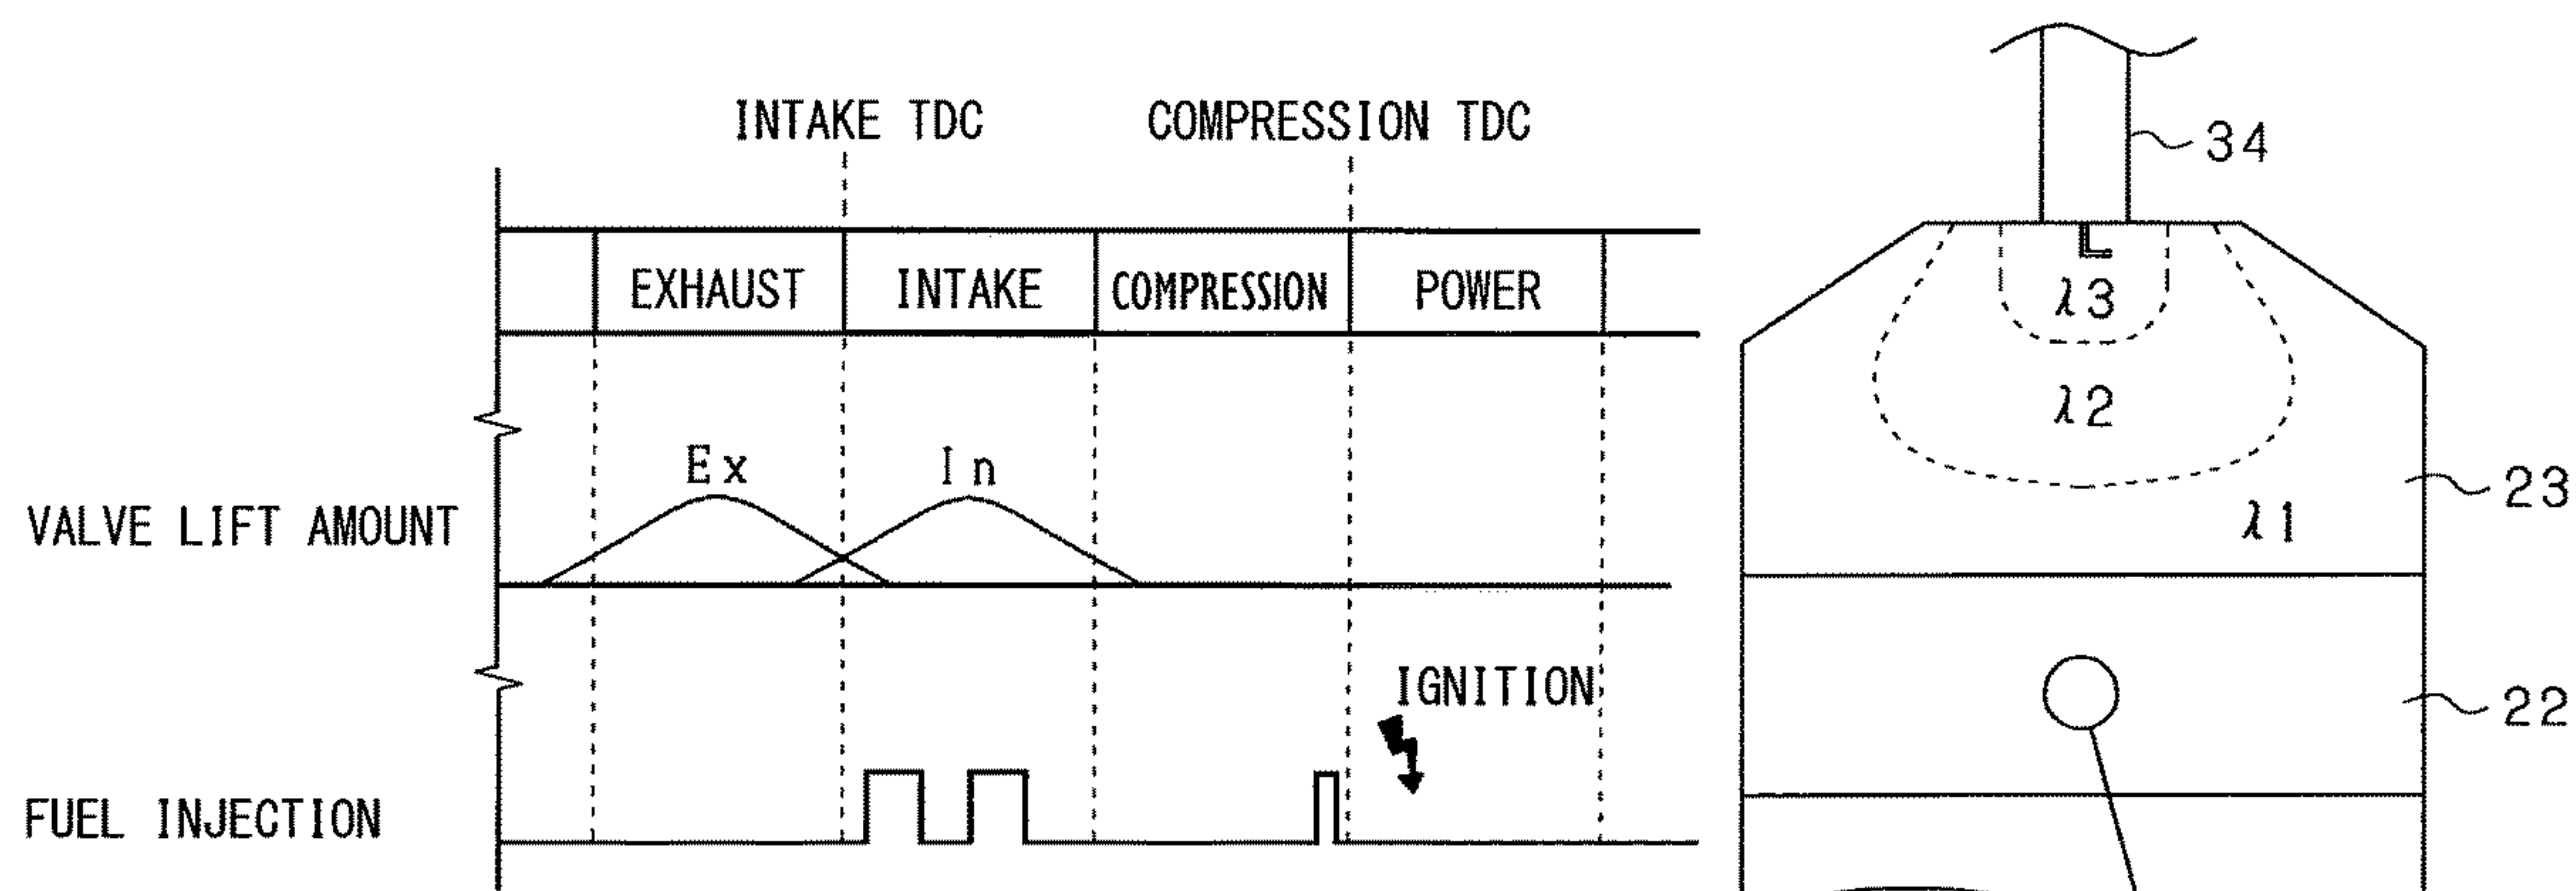 INTAKE TDC
COMPRESSION TDC
34
EXHAUST
INTAKE
COMPRESSION
POWER
λ3
λ2
Ex
In
23
VALVE LIFT AMOUNT
λ1
IGNITION
22
FUEL INJECTION